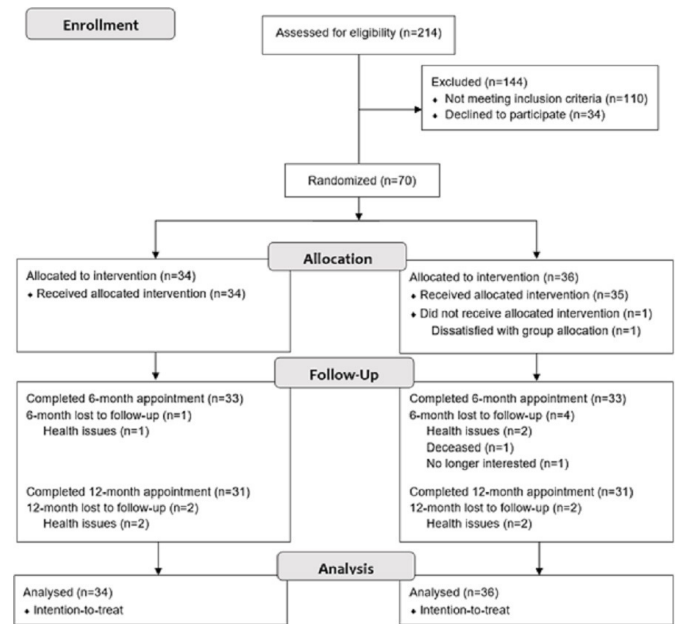 Enrollment
Assessed for eligibility (n=214)
Excluded (n=144)
♦ Not meeting inclusion criteria (n=110)
♦ Declined to participate (n=34)
Randomized (n=70)
Allocation
Allocated to intervention (n=34)
♦ Received allocated intervention (n=34)
Allocated to intervention (n=36)
♦ Received allocated intervention (n=35)
♦ Did not receive allocated intervention (n=1)
Dissatisfied with group allocation (n=1)
Follow-Up
Completed 6-month appointment (n=33)
6-month lost to follow-up (n=1)
Health issues (n=1)
Completed 12-month appointment (n=31)
12-month lost to follow-up (n=2)
Health issues (n=2)
Completed 6-month appointment (n=33)
6-month lost to follow-up (n=4)
Health issues (n=2)
Deceased (n=1)
No longer interested (n=1)
Completed 12-month appointment (n=31)
12-month lost to follow-up (n=2)
Health issues (n=2)
Analysis
Analysed (n=34)
♦ Intention-to-treat
Analysed (n=36)
♦ Intention-to-treat